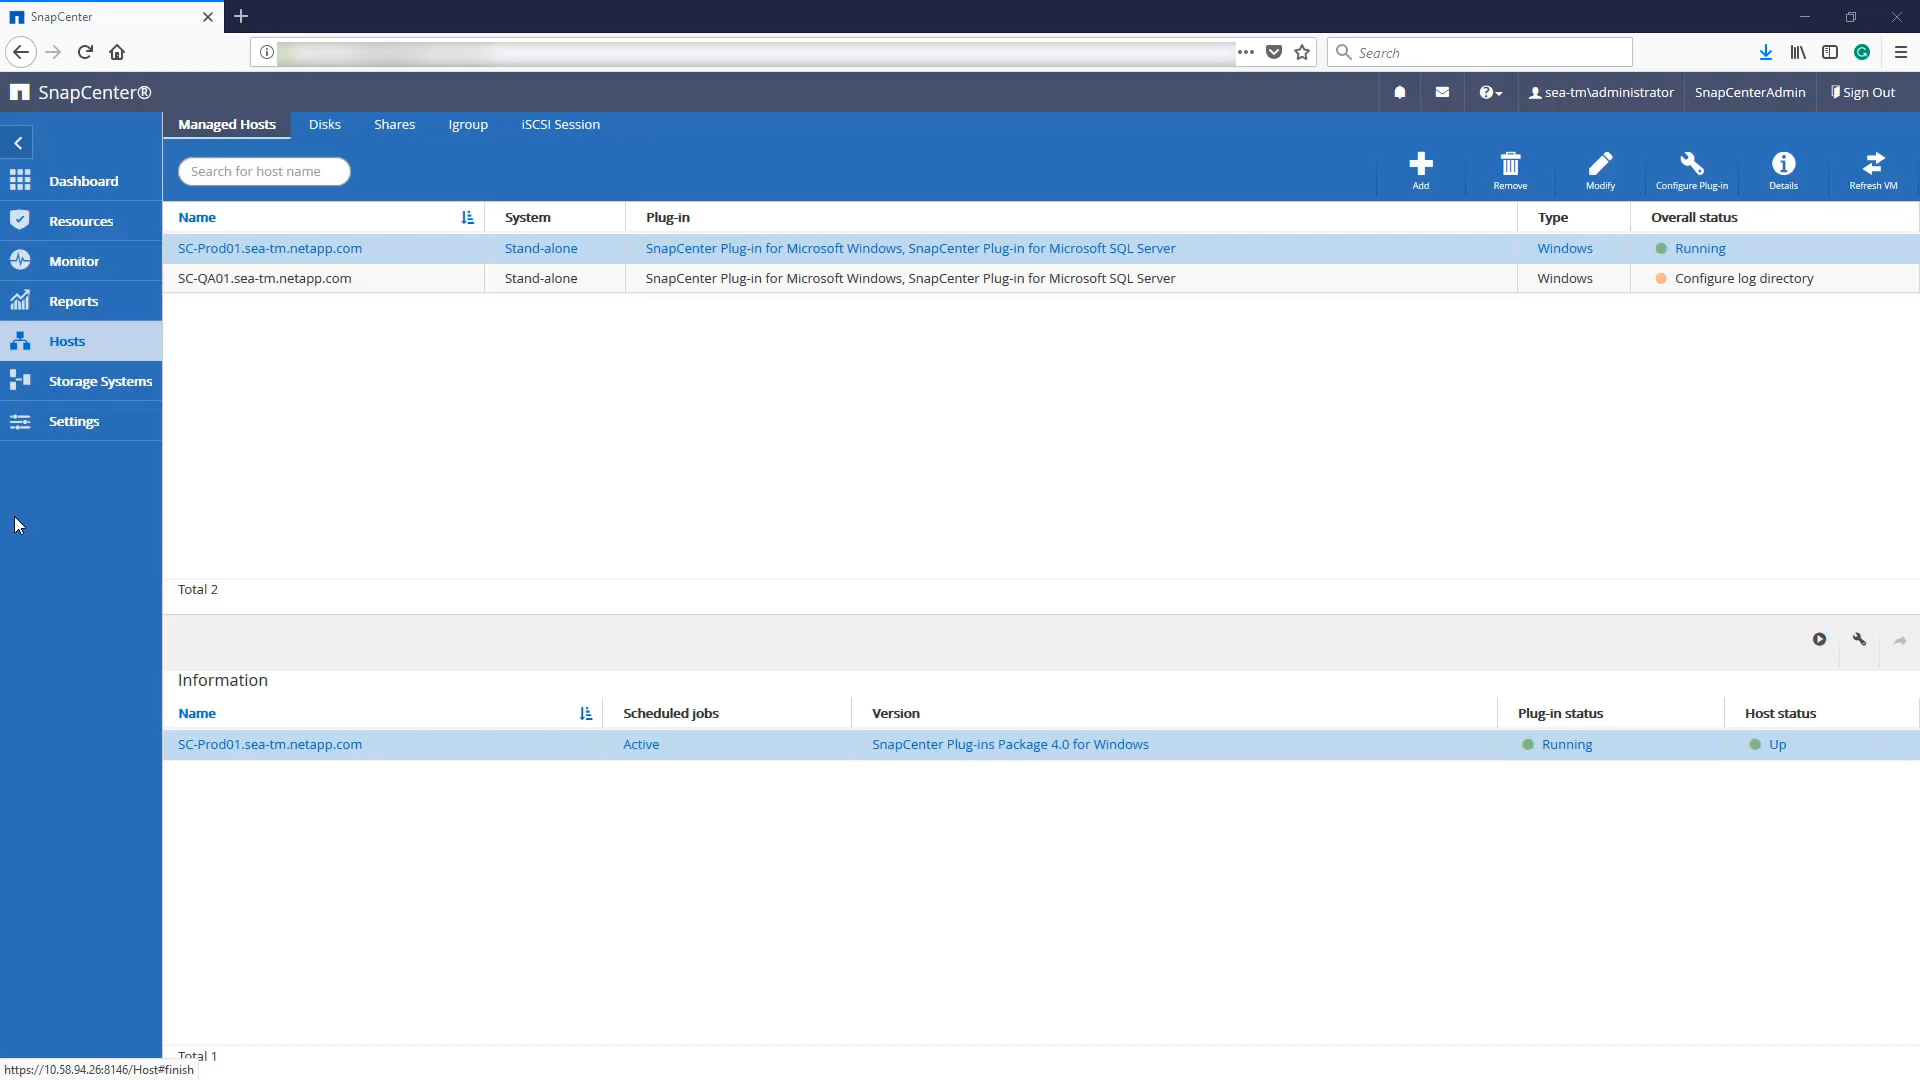 SnapCenter
Search
SnapCenter®
sea-tm\administrator
SnapCenterAdmin
Sign Out
Managed Hosts
Disks
Shares
Igroup
iSCSI Session
Search for host name
Add
Remove
Modify
Configure Plug-in
Details
Refresh VM
Dashboard
Resources
Monitor
Reports
Hosts
Storage Systems
Settings
Name System Plug-in Type Overall status
SC-Prod01.sea-tm.netapp.com Stand-alone SnapCenter Plug-in for Microsoft Windows, SnapCenter Plug-in for Microsoft SQL Server Windows Running
SC-QA01.sea-tm.netapp.com Stand-alone SnapCenter Plug-in for Microsoft Windows, SnapCenter Plug-in for Microsoft SQL Server Windows Configure log directory
Total 2
Information
Name Scheduled jobs Version Plug-in status Host status
SC-Prod01.sea-tm.netapp.com Active SnapCenter Plug-ins Package 4.0 for Windows Running Up
Total 1
https://10.58.94.26:8146/Host#finish